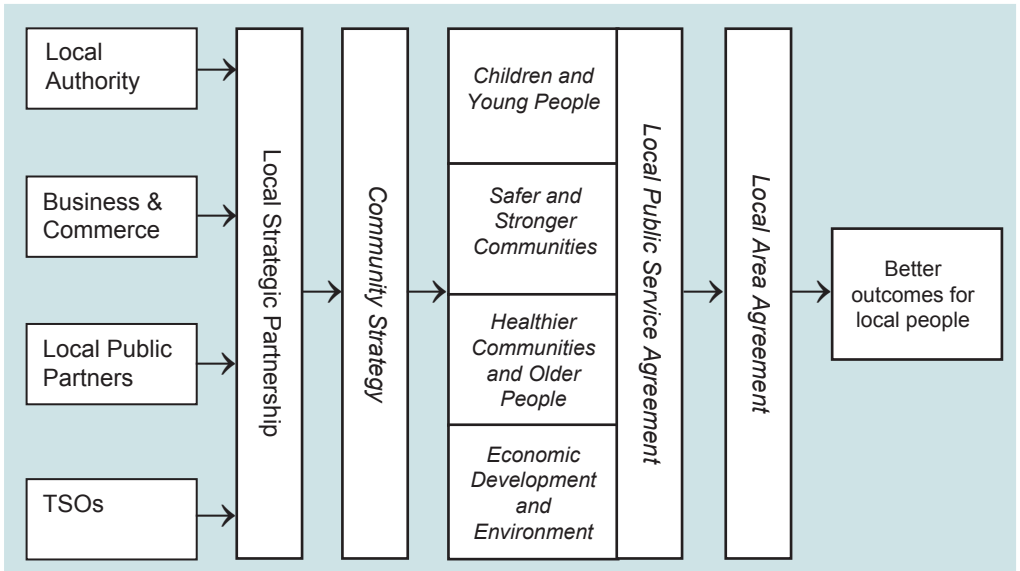 Local
Authority
Business &
Commerce
Local Public
Partners
TSOs
Local Strategic Partnership
Community Strategy
Children and
Young People
Safer and
Stronger
Communities
Healthier
Communities
and Older
People
Economic
Development
and
Environment
Local Public Service Agreement
Local Area Agreement
Better
outcomes for
local people